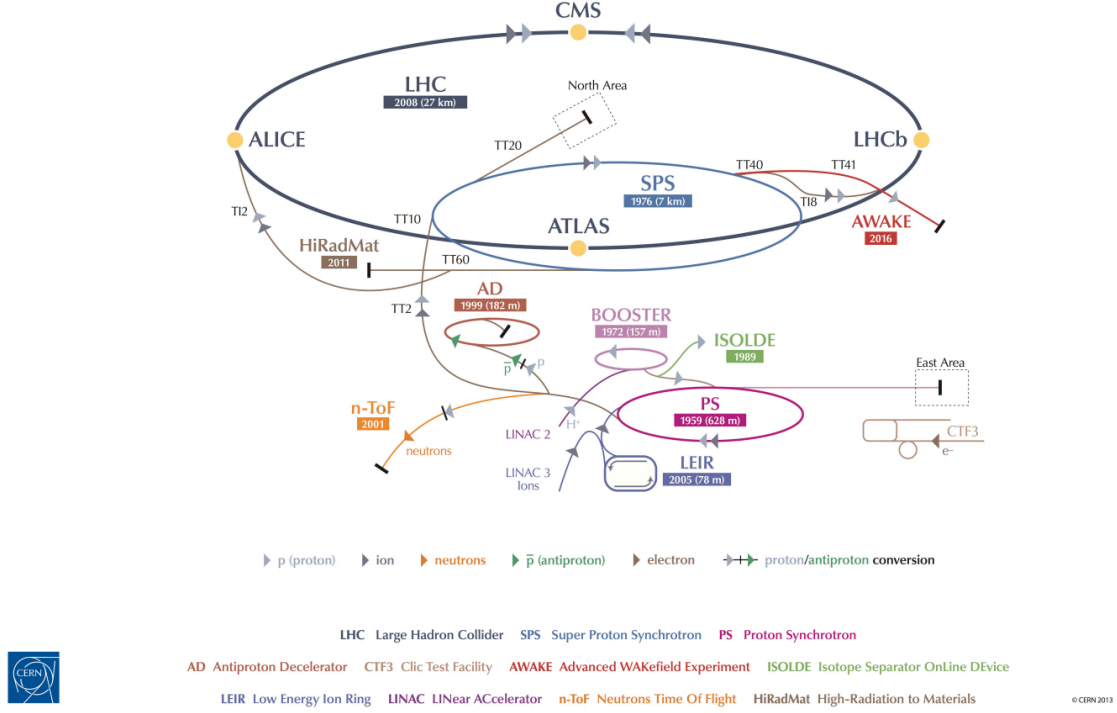 CMS
LHC
2008 (27 km)
North Area
ALICE
TT20
LHCb
TT40
TT41
SPS
1976 (7 km)
TI8
TI2
TT10
ATLAS
AWAKE
2016
HiRadMat
2011
TT60
AD
1999 (182 m)
TT2
BOOSTER
1972 (157 m)
ISOLDE
1989
p̅
p
East Area
n-ToF
2001
PS
1959 (628 m)
H⁺
LINAC 2
neutrons
CTF3
e⁻
LEIR
2005 (78 m)
LINAC 3
Ions
p (proton) ion neutrons p̅ (antiproton) electron proton/antiproton conversion
LHC Large Hadron Collider SPS Super Proton Synchrotron PS Proton Synchrotron
AD Antiproton Decelerator CTF3 Clic Test Facility AWAKE Advanced WAKefield Experiment ISOLDE Isotope Separator OnLine DEvice
LEIR Low Energy Ion Ring LINAC LINear ACcelerator n-ToF Neutrons Time Of Flight HiRadMat High-Radiation to Materials
CERN
© CERN 2013